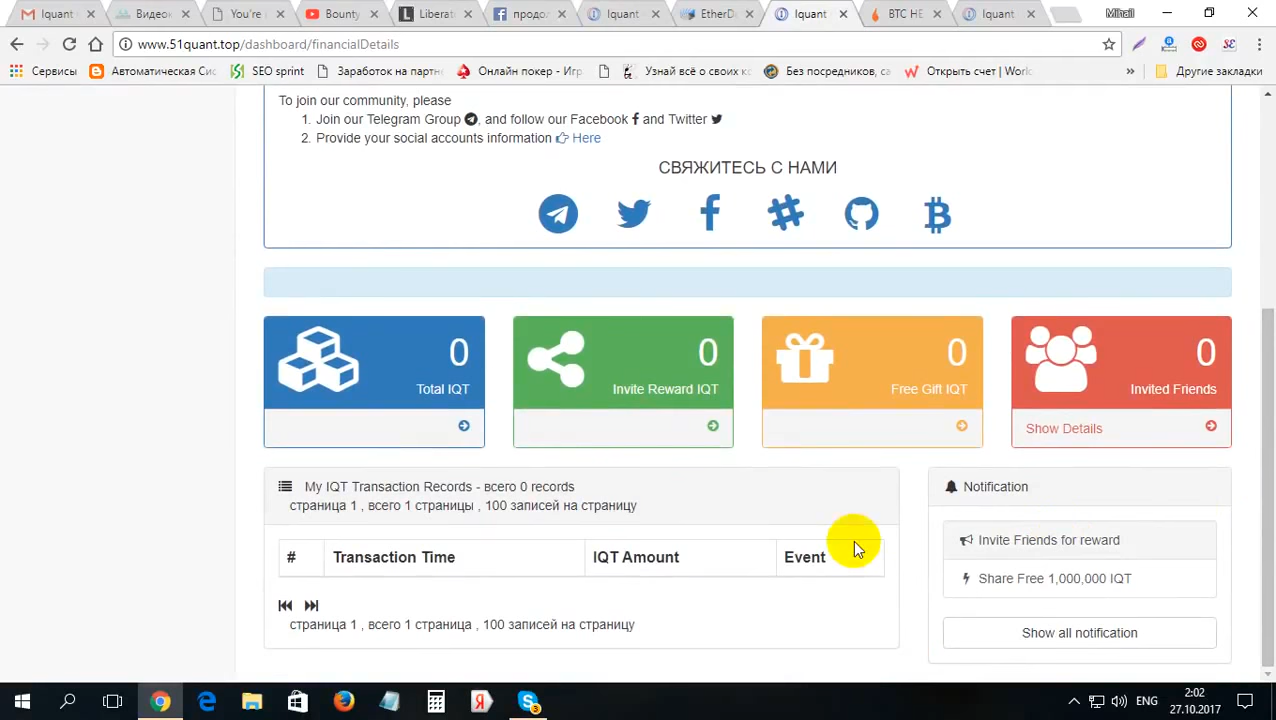 Iquant
Видеок
You're
Bounty
Liberat
продол
Iquant
EtherD
Iquant
BTC HE
Iquant
Mihail
www.51quant.top/dashboard/financialDetails
Сервисы
Автоматическая Сис
SEO sprint
Заработок на партн
Онлайн покер - Игр
Узнай всё о своих к
Без посредников, са
Открыть счет | Worl
»
Другие закладки
To join our community, please
1. Join our Telegram Group , and follow our Facebook and Twitter
2. Provide your social accounts information Here
СВЯЖИТЕСЬ С НАМИ
0
Total IQT
0
Invite Reward IQT
0
Free Gift IQT
0
Invited Friends
Show Details
My IQT Transaction Records - всего 0 records
страница 1 , всего 1 страницы , 100 записей на страницу
# Transaction Time IQT Amount Event
страница 1 , всего 1 страница , 100 записей на страницу
Notification
Invite Friends for reward
Share Free 1,000,000 IQT
Show all notification
3
ENG
2:02
27.10.2017